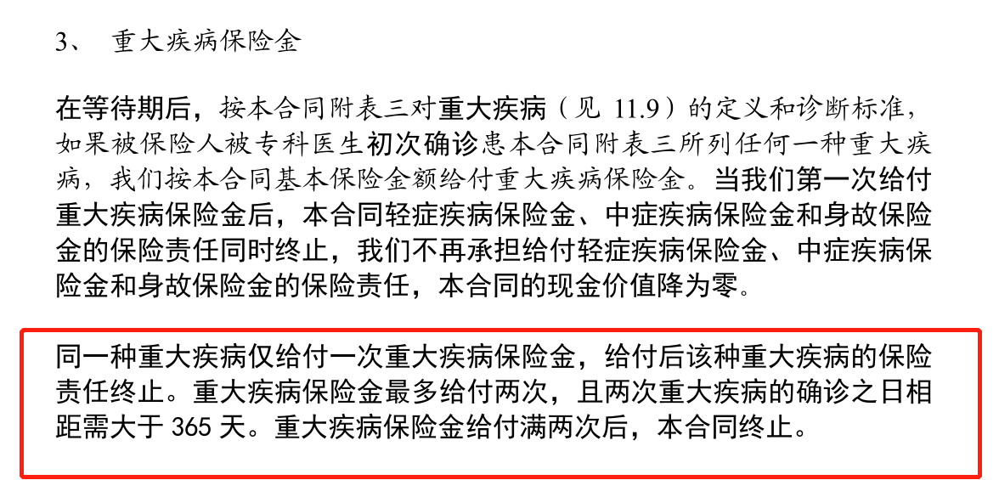 3、 重大疾病保险金
在等待期后，按本合同附表三对重大疾病（见 11.9）的定义和诊断标准，
如果被保险人被专科医生初次确诊患本合同附表三所列任何一种重大疾
病，我们按本合同基本保险金额给付重大疾病保险金。当我们第一次给付
重大疾病保险金后，本合同轻症疾病保险金、中症疾病保险金和身故保险
金的保险责任同时终止，我们不再承担给付轻症疾病保险金、中症疾病保
险金和身故保险金的保险责任，本合同的现金价值降为零。
同一种重大疾病仅给付一次重大疾病保险金，给付后该种重大疾病的保险
责任终止。重大疾病保险金最多给付两次，且两次重大疾病的确诊之日相
距需大于 365 天。重大疾病保险金给付满两次后，本合同终止。